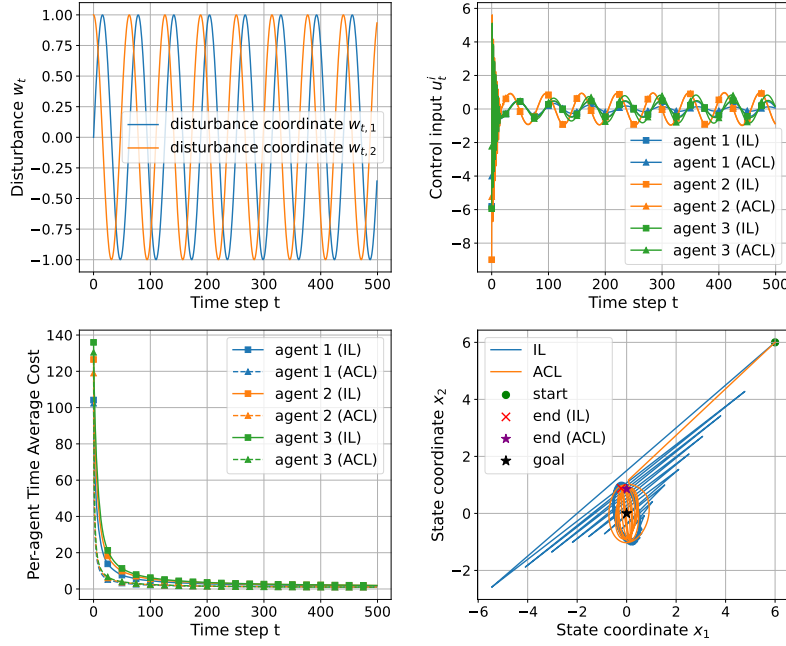 1.00
0.75
0.50
0.25
0.00
−0.25
−0.50
−0.75
−1.00
Disturbance w_t
disturbance coordinate w_{t,1}
disturbance coordinate w_{t,2}
0 100 200 300 400 500
Time step t
6
4
2
0
−2
−4
−6
−8
Control input u_t^i
agent 1 (IL)
agent 1 (ACL)
agent 2 (IL)
agent 2 (ACL)
agent 3 (IL)
agent 3 (ACL)
0 100 200 300 400 500
Time step t
140
120
100
80
60
40
20
0
Per-agent Time Average Cost
agent 1 (IL)
agent 1 (ACL)
agent 2 (IL)
agent 2 (ACL)
agent 3 (IL)
agent 3 (ACL)
0 100 200 300 400 500
Time step t
6
4
2
0
−2
State coordinate x_2
IL
ACL
start
end (IL)
end (ACL)
goal
−6 −4 −2 0 2 4 6
State coordinate x_1